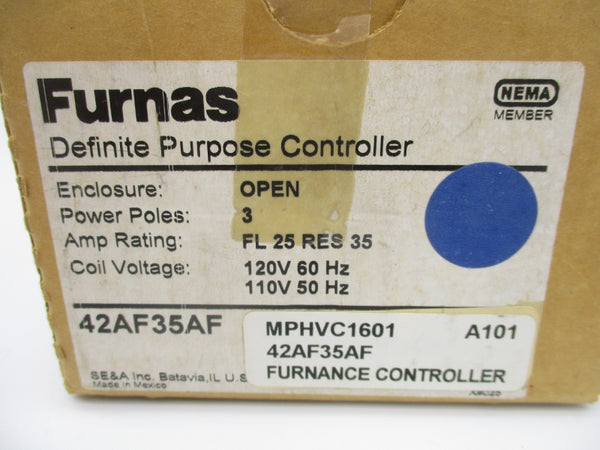 Furnas
NEMA
MEMBER
Definite Purpose Controller
Enclosure: OPEN
Power Poles: 3
Amp Rating: FL 25 RES 35
Coil Voltage: 120V 60 Hz
110V 50 Hz
42AF35AF
MPHVC1601 A101
42AF35AF
FURNANCE CONTROLLER
SE&A Inc. Batavia, IL U.S
Made in Mexico